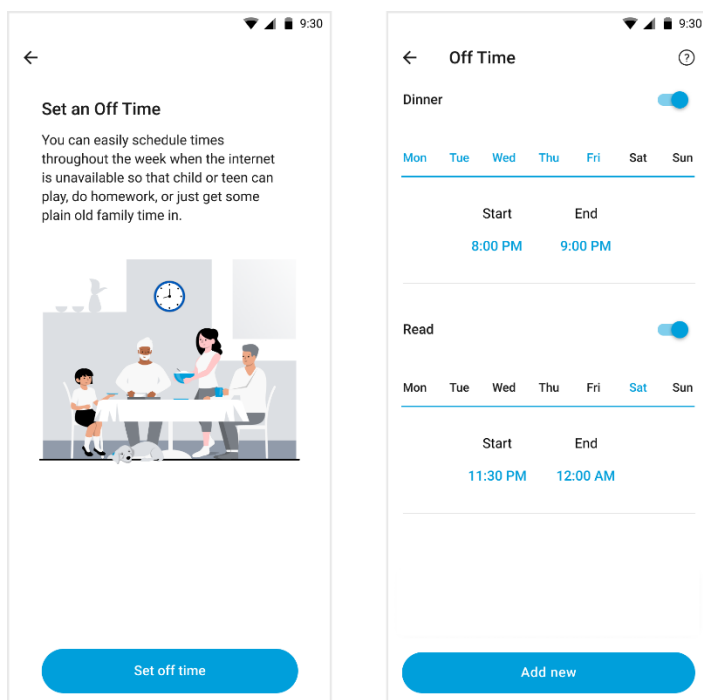 9:30
Set an Off Time
You can easily schedule times
throughout the week when the internet
is unavailable so that child or teen can
play, do homework, or just get some
plain old family time in.
Set off time
9:30
Off Time
?
Dinner
Mon Tue Wed Thu Fri Sat Sun
Start End
8:00 PM 9:00 PM
Read
Mon Tue Wed Thu Fri Sat Sun
Start End
11:30 PM 12:00 AM
Add new